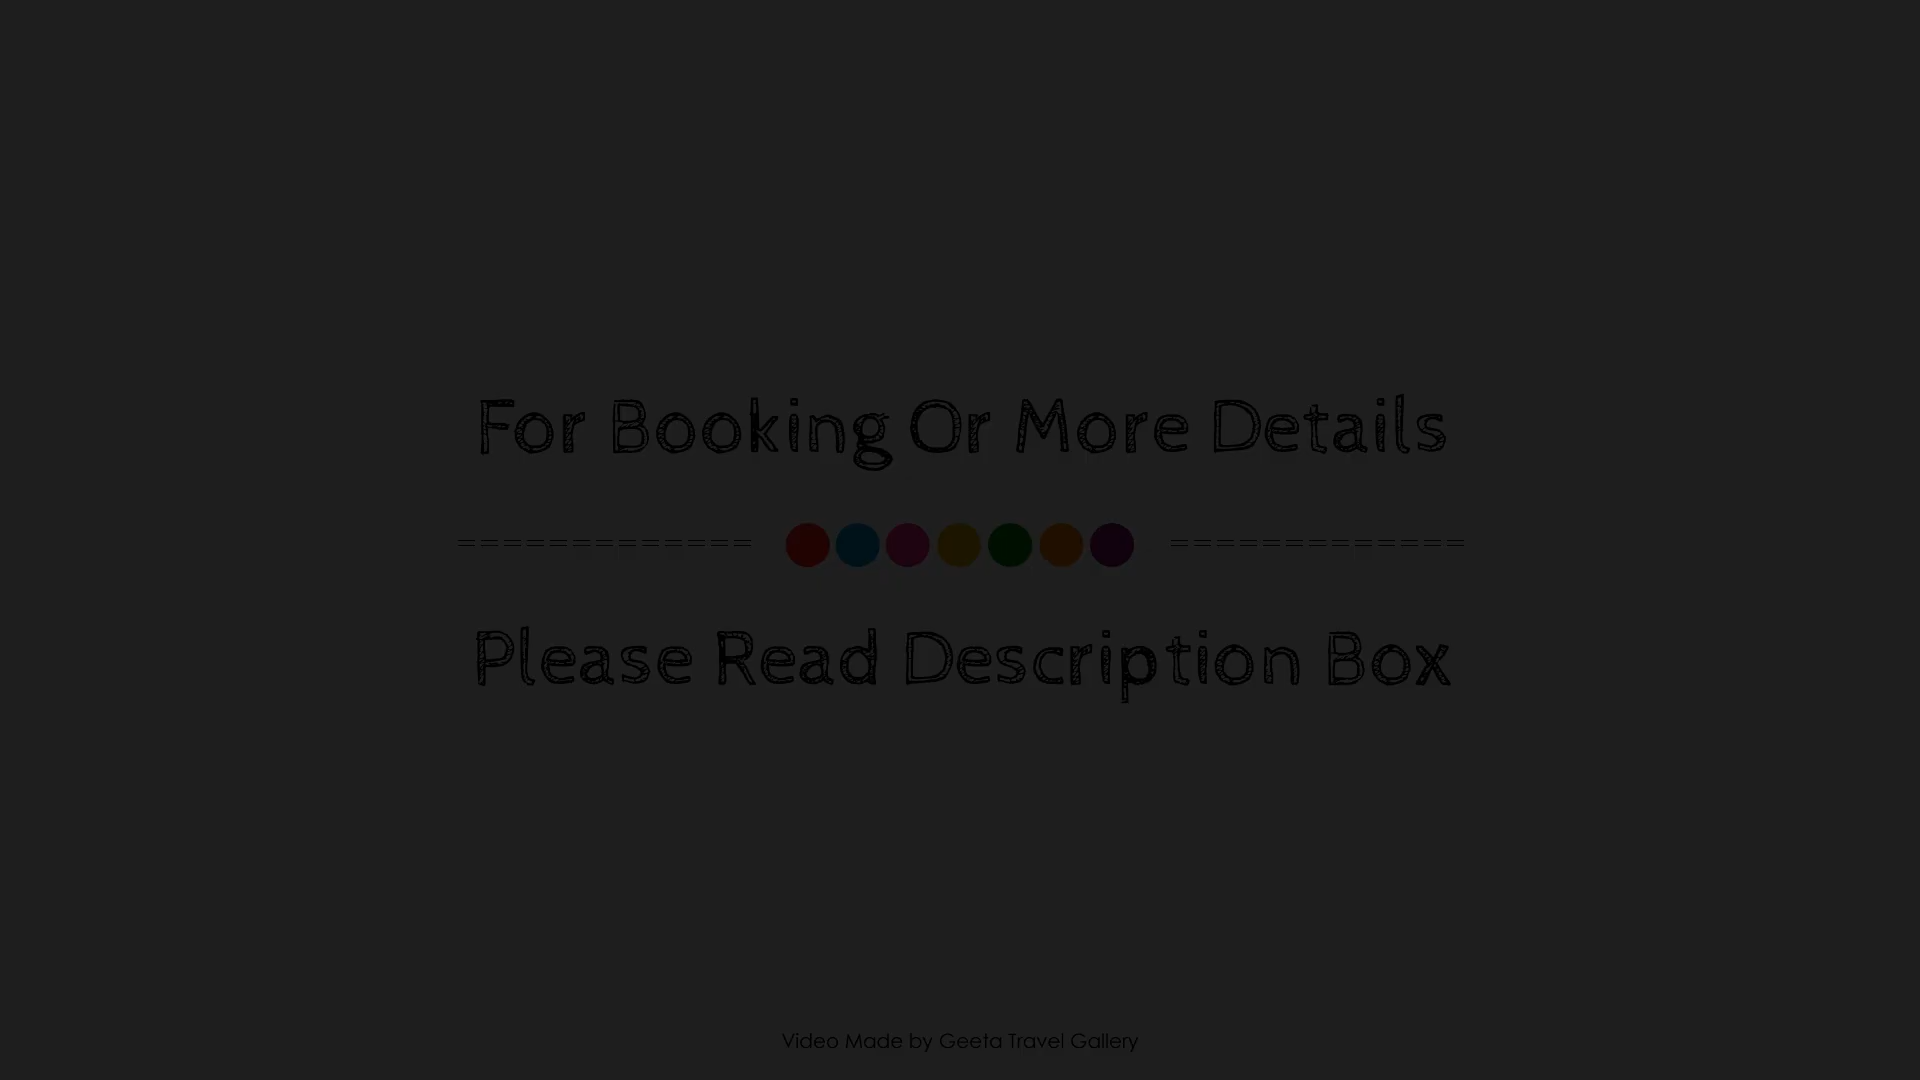 For Booking Or More Details
============= =============
Please Read Description Box
Video Made by Geeta Travel Gallery